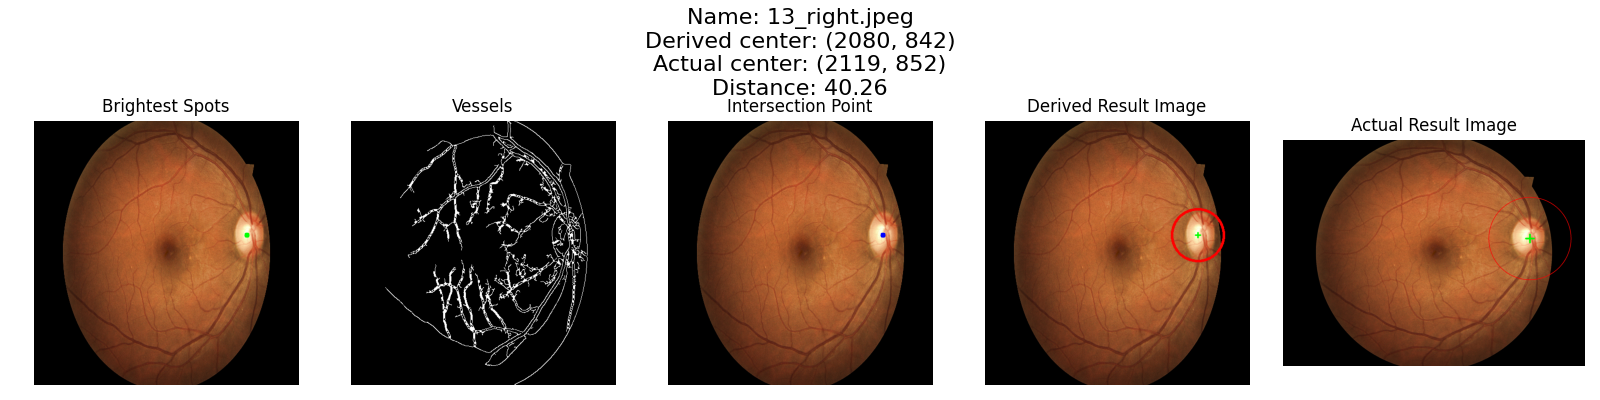 Name: 13_right.jpeg
Derived center: (2080, 842)
Actual center: (2119, 852)
Distance: 40.26
Brightest Spots
Vessels
Intersection Point
Derived Result Image
Actual Result Image